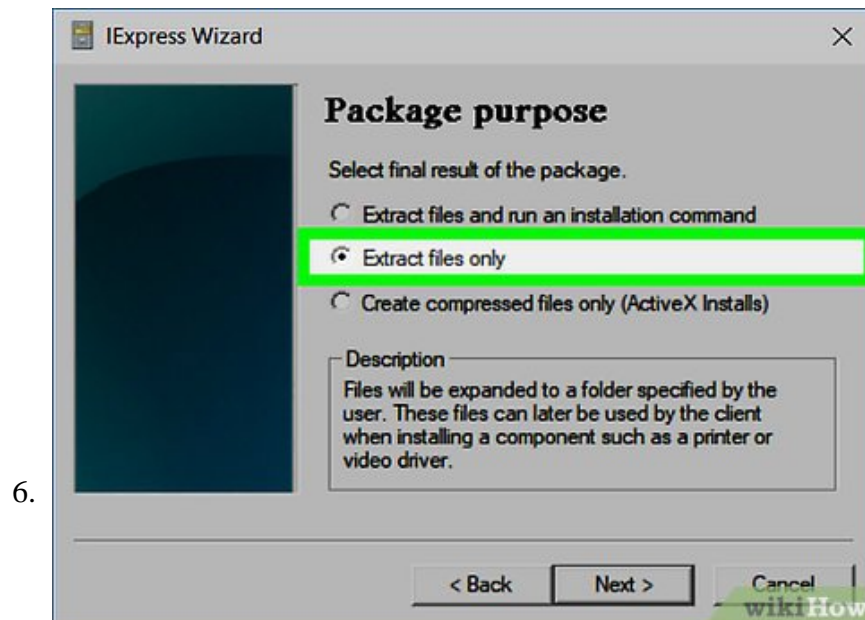 IExpress Wizard
Package purpose
Select final result of the package.
Extract files and run an installation command
Extract files only
Create compressed files only (ActiveX Installs)
Description
Files will be expanded to a folder specified by the
user. These files can later be used by the client
when installing a component such as a printer or
video driver.
6.
< Back Next > Cancel
wikiHow